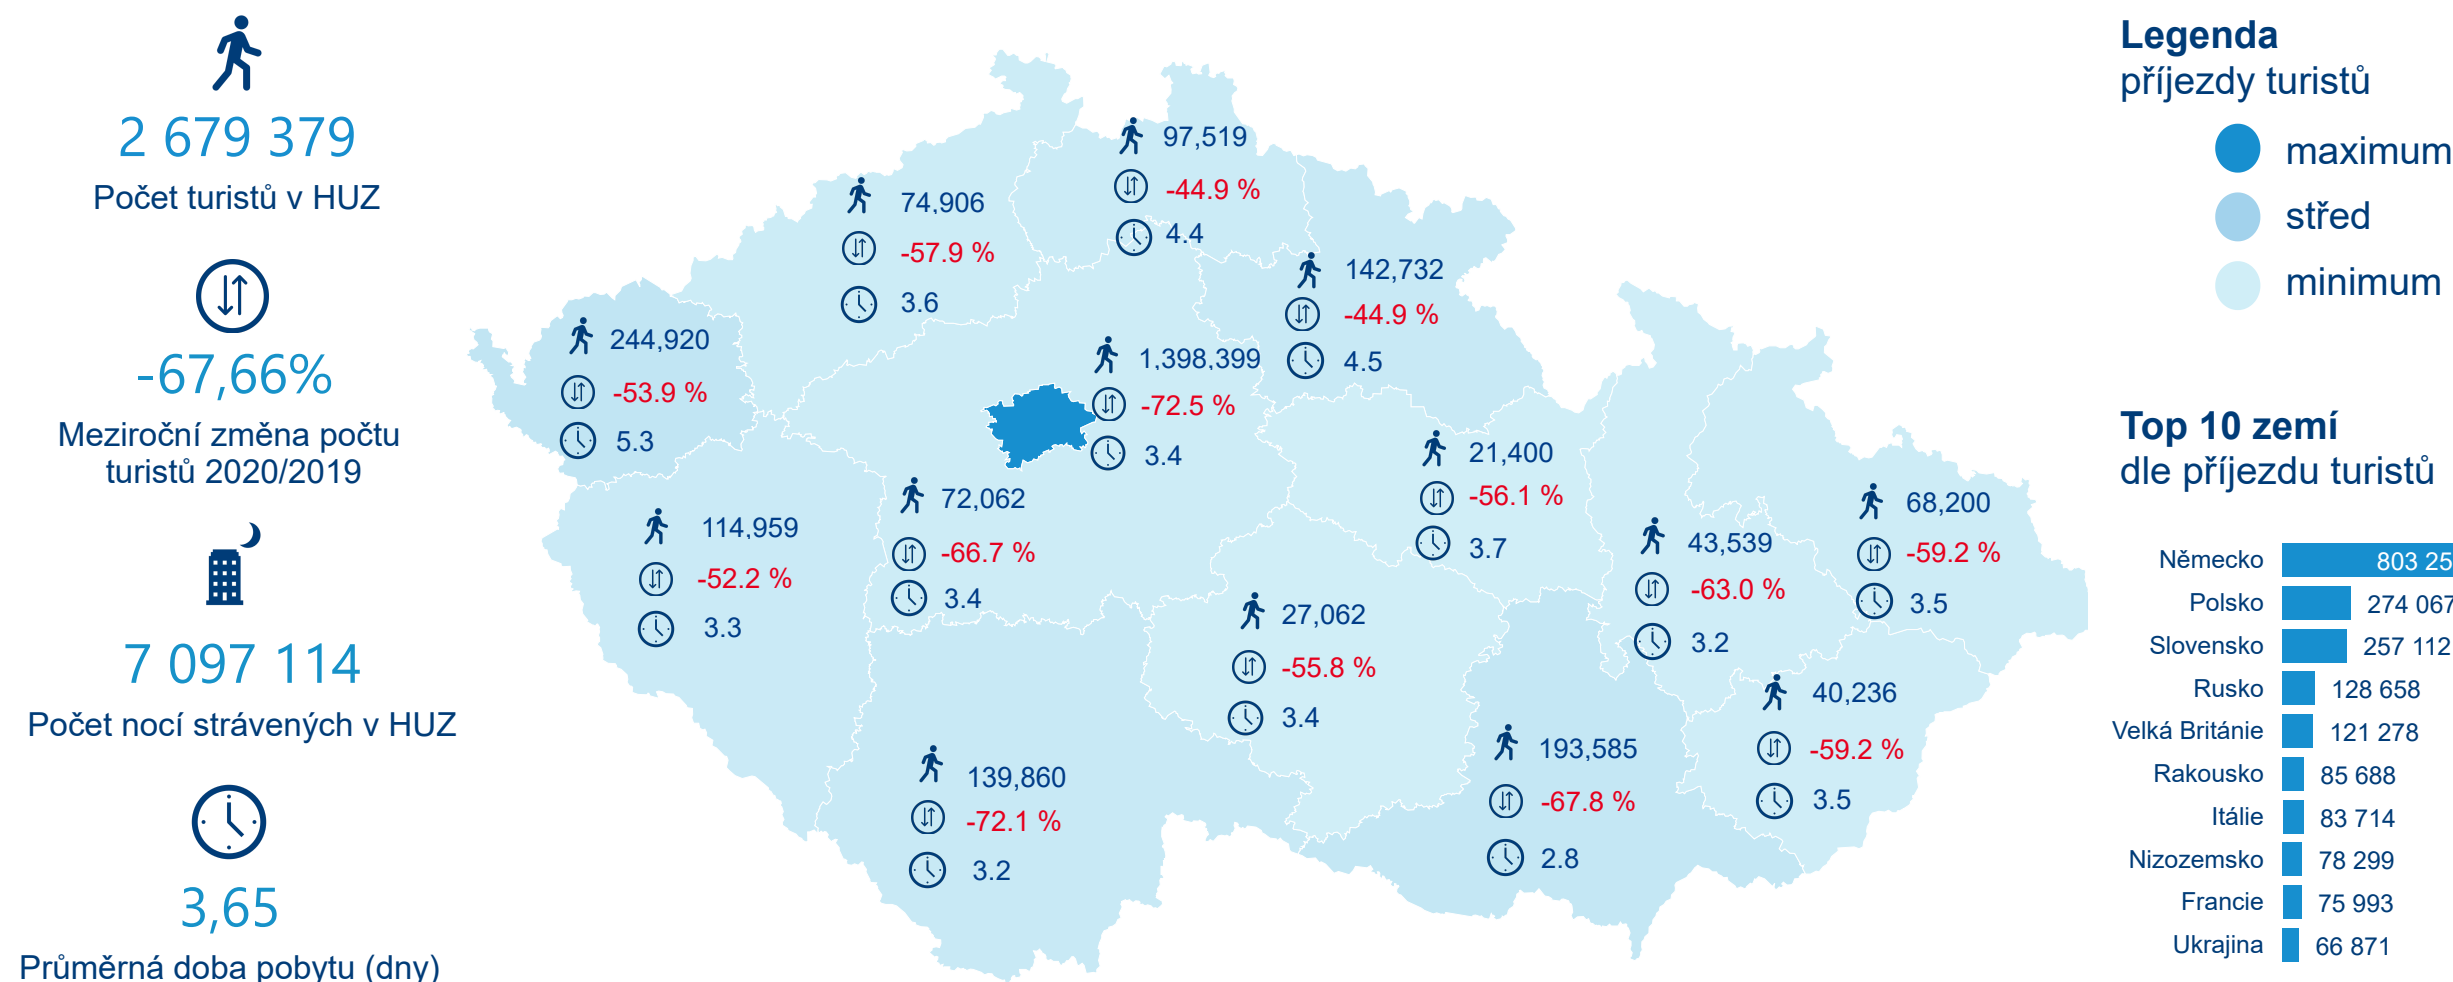 2 679 379
Počet turistů v HUZ
-67,66%
Meziroční změna počtu
turistů 2020/2019
7 097 114
Počet nocí strávených v HUZ
3,65
Průměrná doba pobytu (dny)
97,519
-44.9 %
4.4
74,906
-57.9 %
3.6
142,732
-44.9 %
4.5
244,920
-53.9 %
5.3
1,398,399
-72.5 %
3.4
21,400
-56.1 %
3.7
72,062
-66.7 %
3.4
114,959
-52.2 %
3.3
43,539
-63.0 %
3.2
68,200
-59.2 %
3.5
27,062
-55.8 %
3.4
40,236
-59.2 %
3.5
193,585
-67.8 %
2.8
139,860
-72.1 %
3.2
Legenda
příjezdy turistů
maximum
střed
minimum
Top 10 zemí
dle příjezdu turistů
Německo 803 25
Polsko 274 067
Slovensko 257 112
Rusko 128 658
Velká Británie 121 278
Rakousko 85 688
Itálie 83 714
Nizozemsko 78 299
Francie 75 993
Ukrajina 66 871